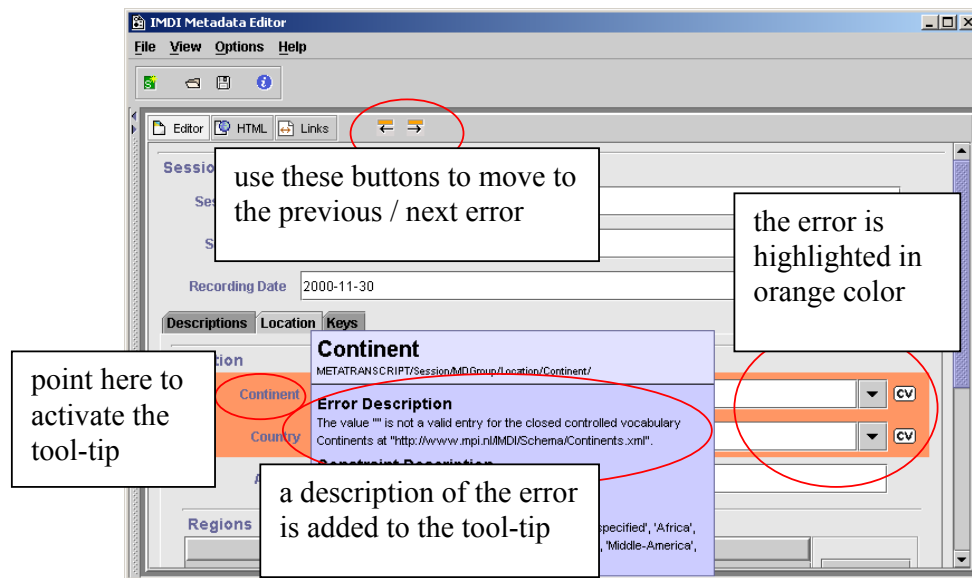 IMDI Metadata Editor
File View Options Help
Editor HTML Links
use these buttons to move to
the previous / next error
the error is
highlighted in
orange color
Recording Date 2000-11-30
Descriptions Location Keys
point here to
activate the
tool-tip
Continent
METATRANSCRIPT/Session/MDGroup/Location/Continent/
Continent
CV
Error Description
The value "" is not a valid entry for the closed controlled vocabulary
Continents at "http://www.mpi.nl/IMDI/Schema/Continents.xml".
Country
CV
Constraint Description
a description of the error
is added to the tool-tip
Regions
'Africa',
'Middle-America',